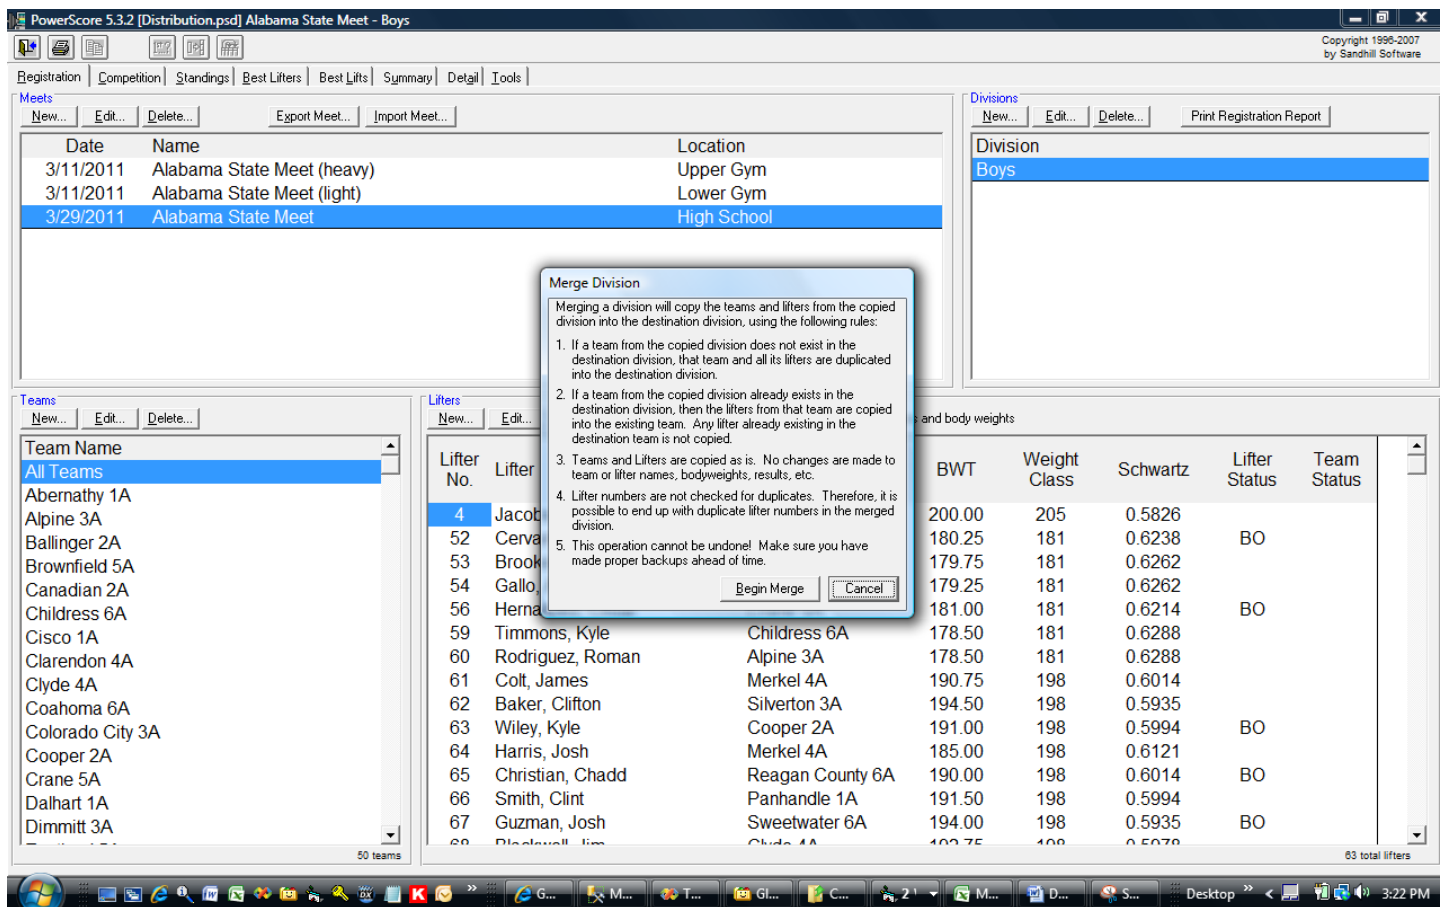 PowerScore 5.3.2 [Distribution.psd] Alabama State Meet - Boys
Copyright 1996-2007
by Sandhill Software
Registration Competition Standings Best Lifters Best Lifts Summary Detail Tools
Meets
New... Edit... Delete... Export Meet... Import Meet...
Date Name Location
3/11/2011 Alabama State Meet (heavy) Upper Gym
3/11/2011 Alabama State Meet (light) Lower Gym
3/29/2011 Alabama State Meet High School
Divisions
New... Edit... Delete... Print Registration Report
Division
Boys
Merge Division
Merging a division will copy the teams and lifters from the copied
division into the destination division, using the following rules:
1. If a team from the copied division does not exist in the
destination division, that team and all its lifters are duplicated
into the destination division.
2. If a team from the copied division already exists in the
destination division, then the lifters from that team are copied
into the existing team. Any lifter already existing in the
destination team is not copied.
3. Teams and Lifters are copied as is. No changes are made to
team or lifter names, bodyweights, results, etc.
4. Lifter numbers are not checked for duplicates. Therefore, it is
possible to end up with duplicate lifter numbers in the merged
division.
5. This operation cannot be undone! Make sure you have
made proper backups ahead of time.
Begin Merge Cancel
Teams
New... Edit... Delete...
Team Name
All Teams
Abernathy 1A
Alpine 3A
Ballinger 2A
Brownfield 5A
Canadian 2A
Childress 6A
Cisco 1A
Clarendon 4A
Clyde 4A
Coahoma 6A
Colorado City 3A
Cooper 2A
Crane 5A
Dalhart 1A
Dimmitt 3A
50 teams
Lifters
New... Edit... and body weights
Lifter No. Lifter BWT Weight Class Schwartz Lifter Status Team Status
4 Jacob 200.00 205 0.5826
52 Cerva 180.25 181 0.6238 BO
53 Brook 179.75 181 0.6262
54 Gallo, 179.25 181 0.6262
56 Herna 181.00 181 0.6214 BO
59 Timmons, Kyle Childress 6A 178.50 181 0.6288
60 Rodriguez, Roman Alpine 3A 178.50 181 0.6288
61 Colt, James Merkel 4A 190.75 198 0.6014
62 Baker, Clifton Silverton 3A 194.50 198 0.5935
63 Wiley, Kyle Cooper 2A 191.00 198 0.5994 BO
64 Harris, Josh Merkel 4A 185.00 198 0.6121
65 Christian, Chadd Reagan County 6A 190.00 198 0.6014 BO
66 Smith, Clint Panhandle 1A 191.50 198 0.5994
67 Guzman, Josh Sweetwater 6A 194.00 198 0.5935 BO
63 total lifters
G... M... T... Gl... C... 2' M... D... S... Desktop 3:22 PM